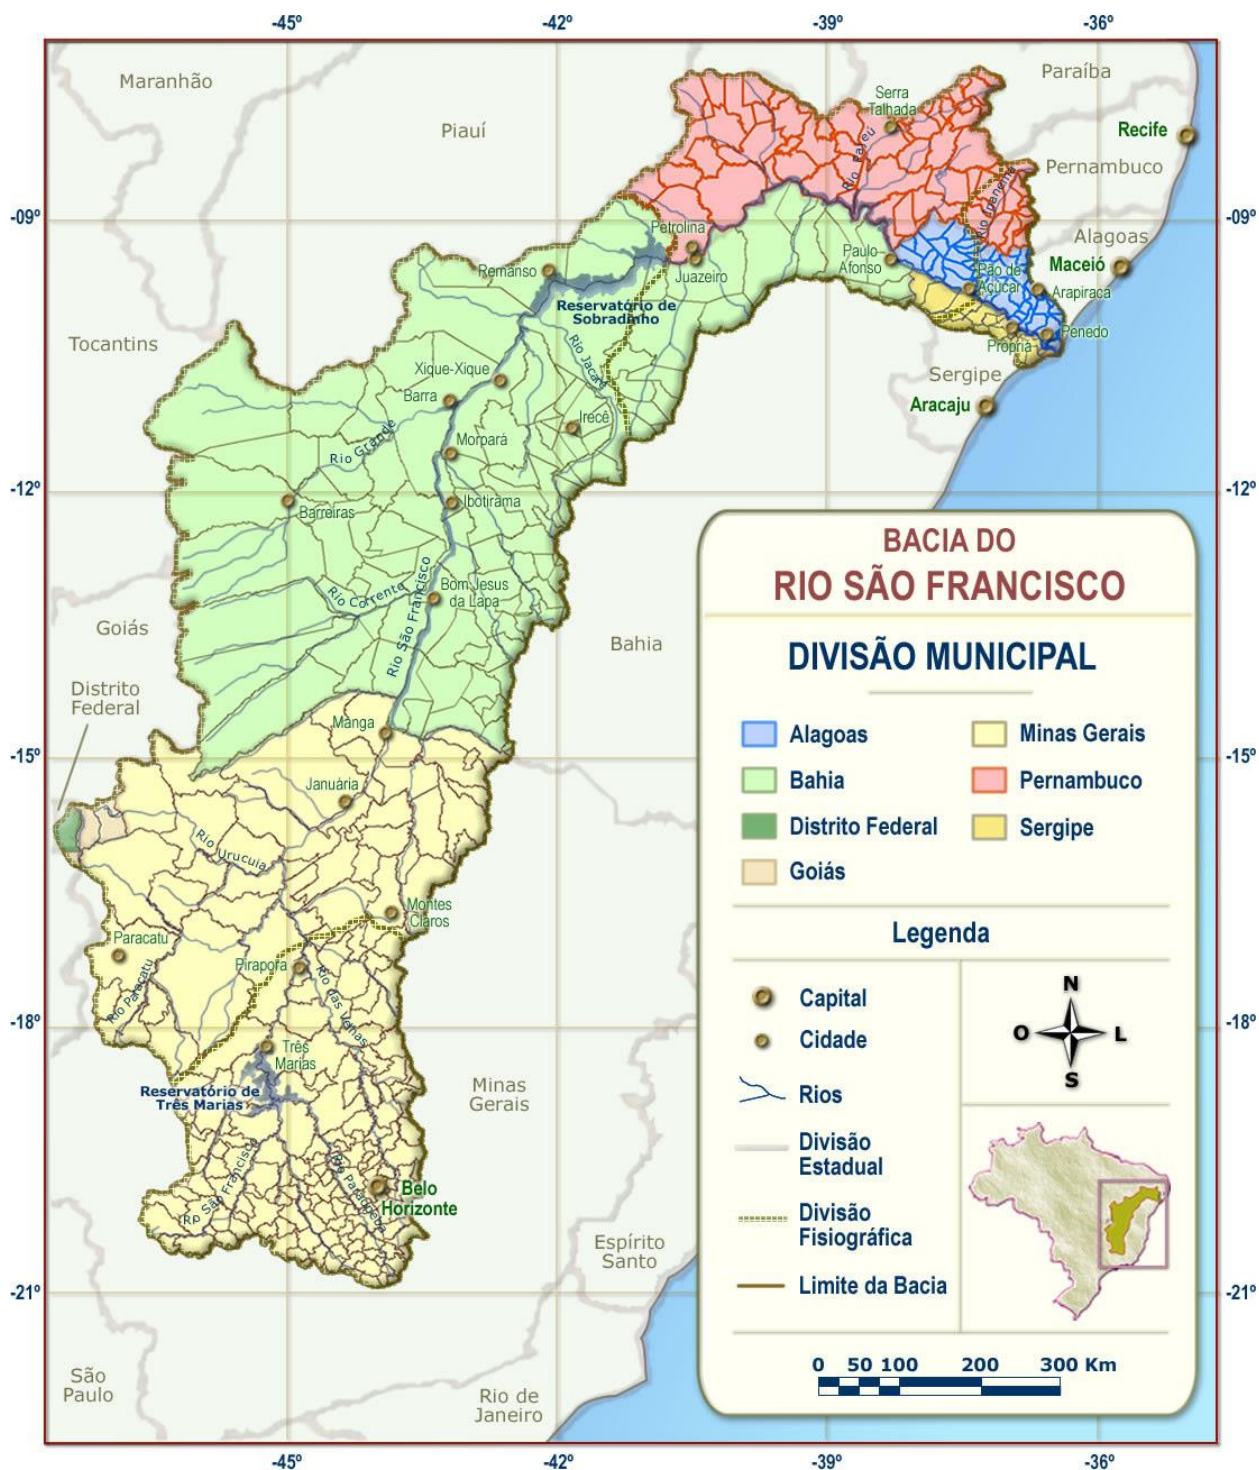 -45º
-42º
-39º
-36º
Maranhão
Piauí
Paraíba
Serra
Talhada
Recife
Rio Pajeú
Pernambuco
-09º
-09º
Petrolina
Alagoas
Paulo
Afonso
Maceió
Remanso
Juazeiro
Pão de
Açúcar
Arapiraca
Reservatório de
Sobradinho
Tocantins
Penedo
Propriá
Rio Jacaré
Xique-Xique
Sergipe
Barra
Aracaju
Irecê
Rio Grande
Morpará
-12º
-12º
Ibotirama
Barreiras
BACIA DO
RIO SÃO FRANCISCO
Bom Jesus
da Lapa
Rio Corrente
Rio São Francisco
Goiás
Bahia
DIVISÃO MUNICIPAL
Distrito
Federal
Manga
Alagoas
Minas Gerais
-15º
-15º
Bahia
Pernambuco
Januária
Distrito Federal
Sergipe
Rio Urucuia
Goiás
Montes
Claros
Legenda
Paracatu
Pirapora
Rio Paracatu
Rio das Velhas
Capital
N
Cidade
O
L
S
-18º
-18º
Três
Marias
Reservatório de
Três Marias
Minas
Gerais
Rios
Divisão
Estadual
Rio Paraopeba
Belo
Horizonte
Divisão
Fisiográfica
Espírito
Santo
Limite da Bacia
-21º
-21º
São
Paulo
Rio de
Janeiro
0 50 100 200 300 Km
-45º
-42º
-39º
-36º